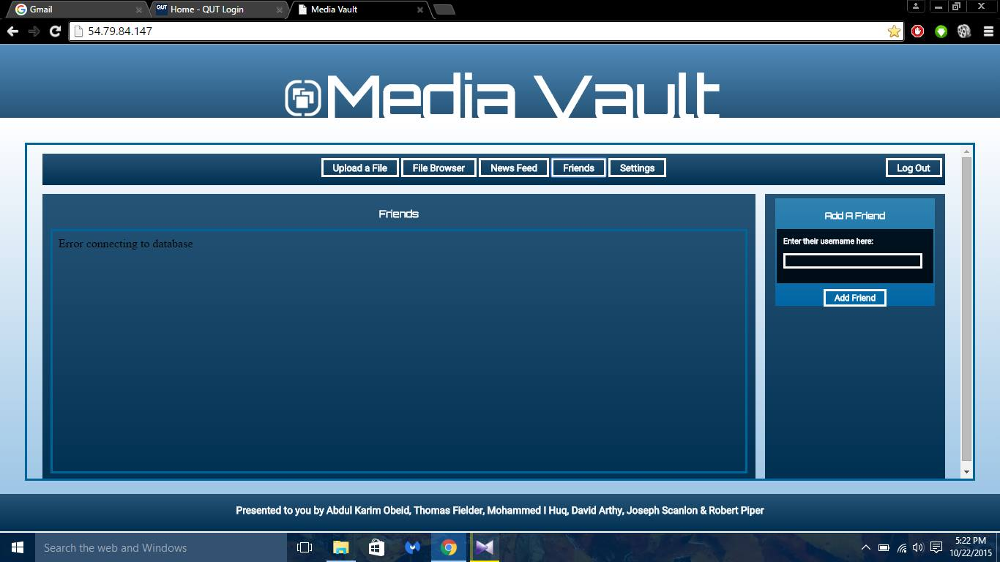 Gmail
QUT Home - QUT Login
Media Vault
54.79.84.147
Media Vault
Upload a File
File Browser
News Feed
Friends
Settings
Log Out
Friends
Error connecting to database
Add A Friend
Enter their username here:
Add Friend
Presented to you by Abdul Karim Obeid, Thomas Fielder, Mohammed I Huq, David Arthy, Joseph Scanlon & Robert Piper
Search the web and Windows
5:22 PM
10/22/2015